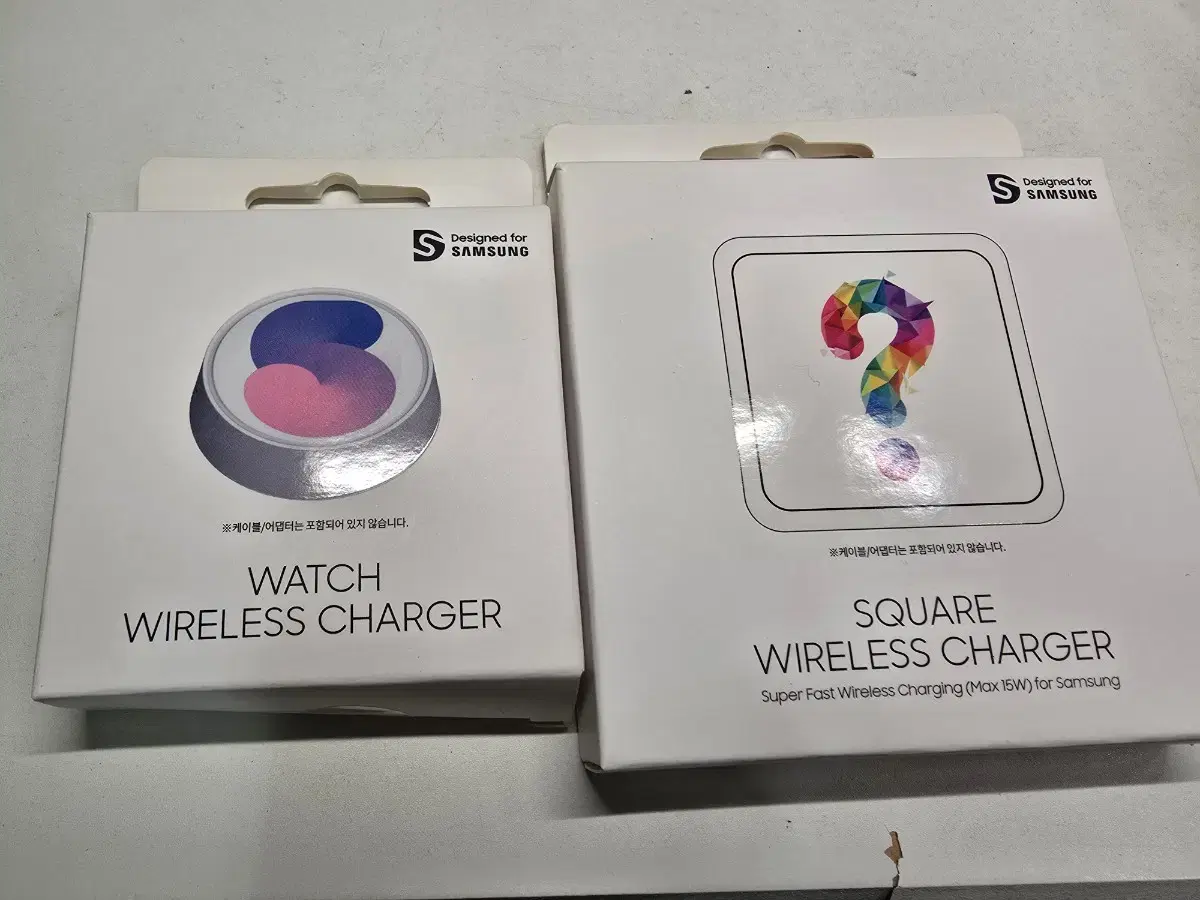 Designed for
SAMSUNG
※케이블/어댑터는 포함되어 있지 않습니다.
WATCH
WIRELESS CHARGER
Designed for
SAMSUNG
※케이블/어댑터는 포함되어 있지 않습니다.
SQUARE
WIRELESS CHARGER
Super Fast Wireless Charging (Max 15W) for Samsung